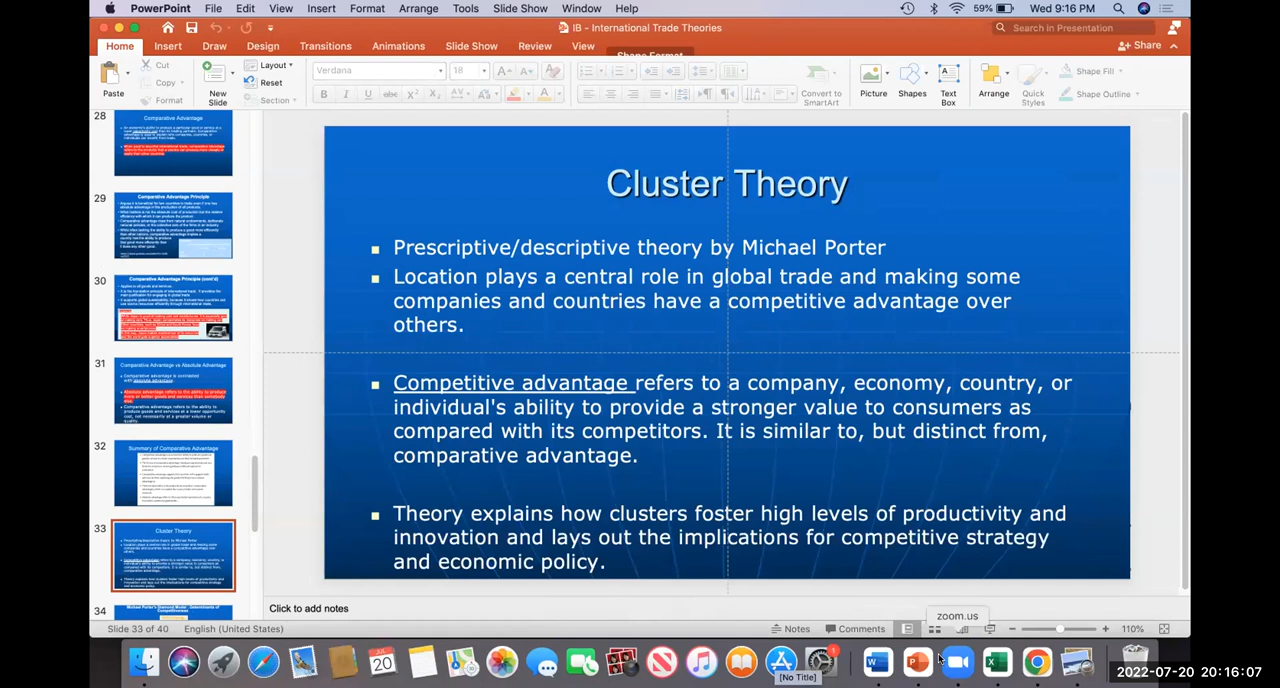 PowerPoint File Edit View Insert Format Arrange Tools Slide Show Window Help 59% Wed 9:16 PM
IB - International Trade Theories
Search in Presentation
Home Insert Draw Design Transitions Animations Slide Show Review View Shape Format Share
Paste
Cut
Copy
Format
New Slide
Layout
Reset
Section
Verdana 18
Convert to SmartArt
Picture
Shapes
Text Box
Arrange
Quick Styles
Shape Fill
Shape Outline
28
Comparative Advantage
29
Comparative Advantage Principle
30
Comparative Advantage Principle (cont'd)
31
Comparative Advantage vs Absolute Advantage
32
Summary of Comparative Advantage
33
Cluster Theory
34
Michael Porter's Diamond Model : Determinants of
Cluster Theory
Prescriptive/descriptive theory by Michael Porter
Location plays a central role in global trade and making some
companies and countries have a competitive advantage over
others.
Competitive advantage refers to a company, economy, country, or
individual's ability to provide a stronger value to consumers as
compared with its competitors. It is similar to, but distinct from,
comparative advantage.
Theory explains how clusters foster high levels of productivity and
innovation and lays out the implications for competitive strategy
and economic policy.
Click to add notes
zoom.us
Slide 33 of 40 English (United States) Notes Comments 110%
JUL
20
1
[No Title]
2022-07-20 20:16:07